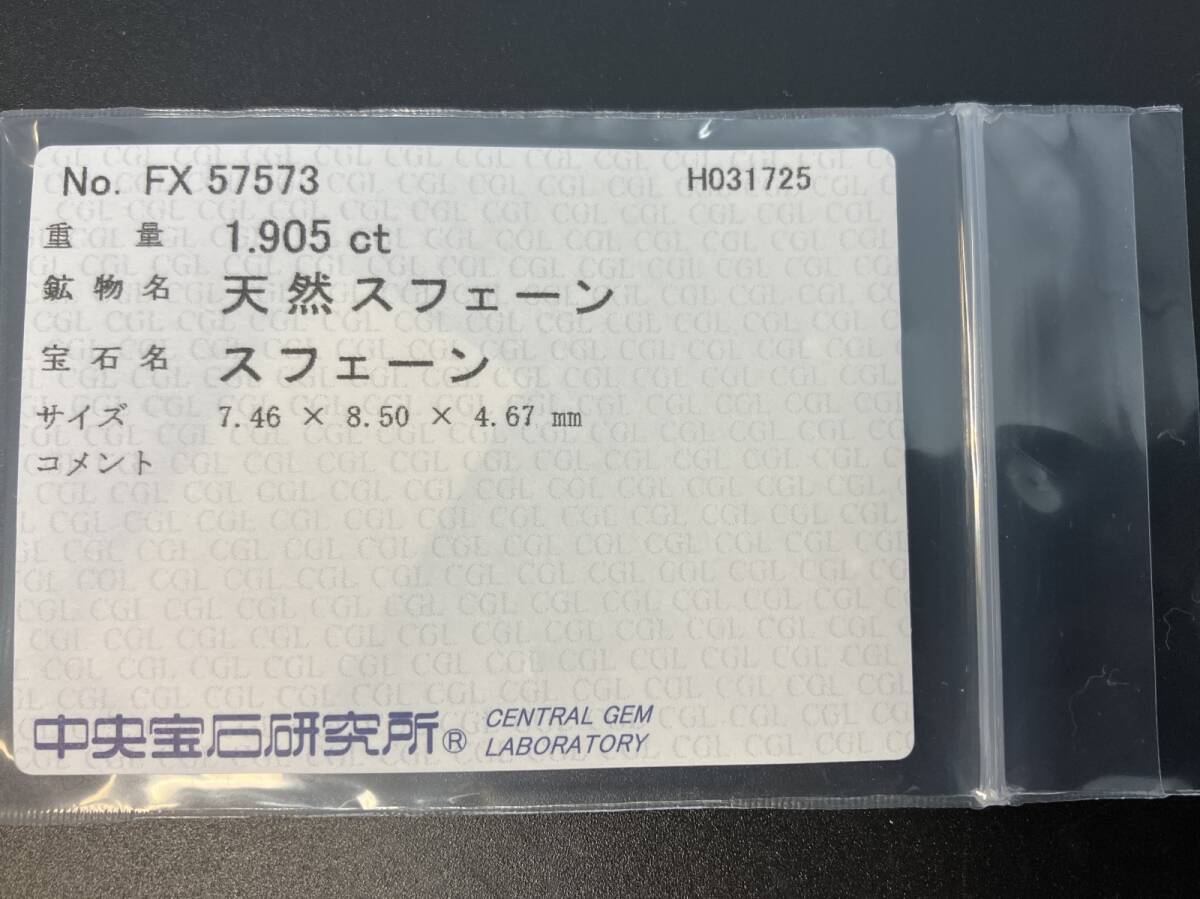 No. FX 57573 H031725
重量 1.905 ct
鉱物名 天然スフェーン
宝石名 スフェーン
サイズ 7.46 × 8.50 × 4.67 mm
コメント
中央宝石研究所® CENTRAL GEM
LABORATORY